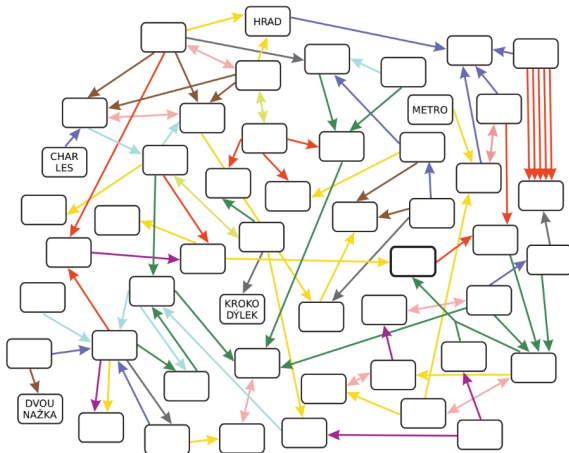 HRAD
METRO
CHAR
LES
KROKO
DÝLEK
DVOU
NAŽKA